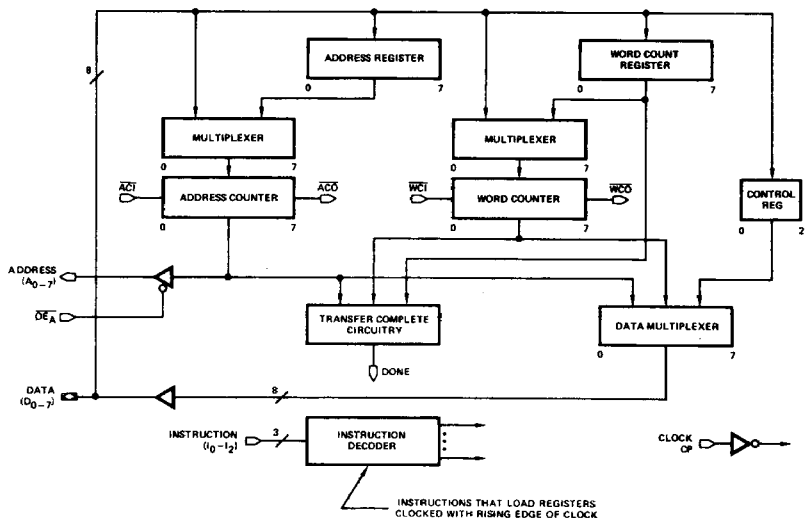 ADDRESS REGISTER
0 7
WORD COUNT
REGISTER
0 7
8
MULTIPLEXER
0 7
MULTIPLEXER
0 7
ACI
ADDRESS COUNTER
ACO
0 7
WCI
WORD COUNTER
WCO
0 7
CONTROL
REG
0 2
ADDRESS
(A0–7)
OEA
TRANSFER COMPLETE
CIRCUITRY
DATA MULTIPLEXER
0 7
DONE
DATA
(D0–7)
8
INSTRUCTION
(I0–I2)
3
INSTRUCTION
DECODER
CLOCK
CP
INSTRUCTIONS THAT LOAD REGISTERS
CLOCKED WITH RISING EDGE OF CLOCK